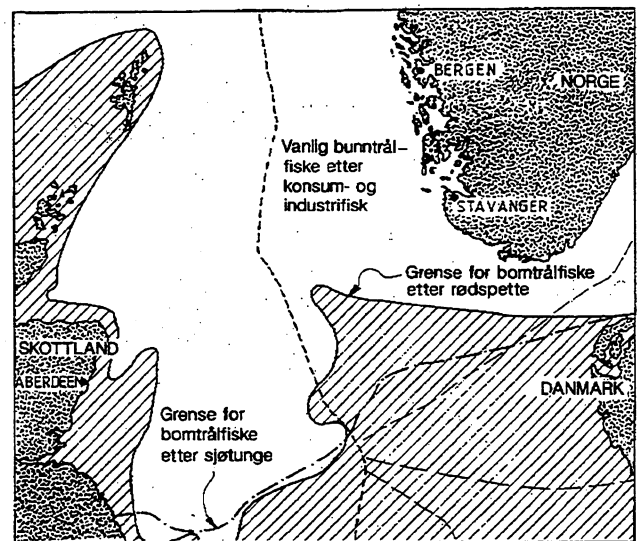 BERGEN
NORGE
Vanlig bunntrål-
fiske etter
konsum- og
industrifisk
STAVANGER
Grense for bomtrålfiske
etter rødspette
SKOTTLAND
ABERDEEN
DANMARK
Grense for
bomtrålfiske
etter sjøtunge